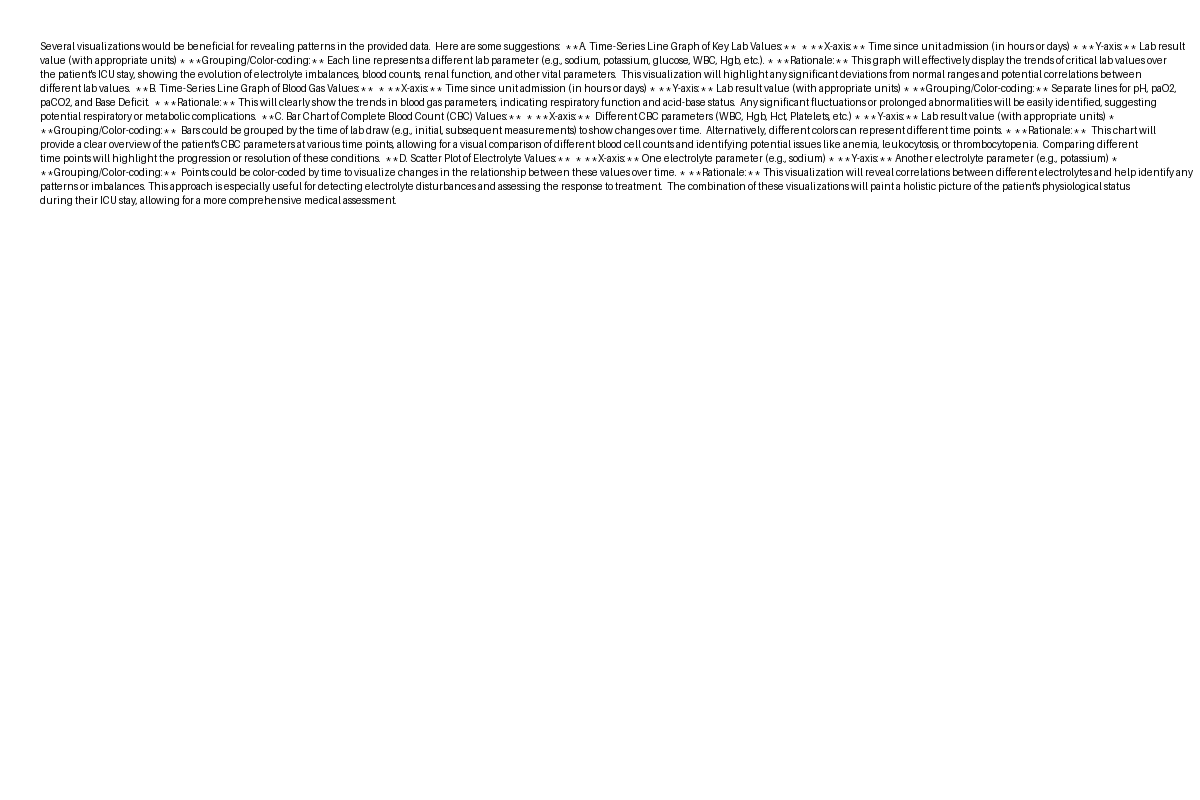 Several visualizations would be beneficial for revealing patterns in the provided data.  Here are some suggestions:  **A. Time-Series Line Graph of Key Lab Values:**  * **X-axis:** Time since unit admission (in hours or days) * **Y-axis:** Lab result
value (with appropriate units) * **Grouping/Color-coding:** Each line represents a different lab parameter (e.g., sodium, potassium, glucose, WBC, Hgb, etc.).  * **Rationale:** This graph will effectively display the trends of critical lab values over
the patient's ICU stay, showing the evolution of electrolyte imbalances, blood counts, renal function, and other vital parameters.  This visualization will highlight any significant deviations from normal ranges and potential correlations between
different lab values.  **B. Time-Series Line Graph of Blood Gas Values:**  * **X-axis:** Time since unit admission (in hours or days) * **Y-axis:** Lab result value (with appropriate units) * **Grouping/Color-coding:** Separate lines for pH, paO2,
paCO2, and Base Deficit.  * **Rationale:** This will clearly show the trends in blood gas parameters, indicating respiratory function and acid-base status.  Any significant fluctuations or prolonged abnormalities will be easily identified, suggesting
potential respiratory or metabolic complications.  **C. Bar Chart of Complete Blood Count (CBC) Values:**  * **X-axis:**  Different CBC parameters (WBC, Hgb, Hct, Platelets, etc.) * **Y-axis:** Lab result value (with appropriate units) *
**Grouping/Color-coding:**  Bars could be grouped by the time of lab draw (e.g., initial, subsequent measurements) to show changes over time.  Alternatively, different colors can represent different time points. * **Rationale:**  This chart will
provide a clear overview of the patient's CBC parameters at various time points, allowing for a visual comparison of different blood cell counts and identifying potential issues like anemia, leukocytosis, or thrombocytopenia.  Comparing different
time points will highlight the progression or resolution of these conditions.  **D. Scatter Plot of Electrolyte Values:**  * **X-axis:** One electrolyte parameter (e.g., sodium) * **Y-axis:** Another electrolyte parameter (e.g., potassium) *
**Grouping/Color-coding:**  Points could be color-coded by time to visualize changes in the relationship between these values over time. * **Rationale:** This visualization will reveal correlations between different electrolytes and help identify any
patterns or imbalances. This approach is especially useful for detecting electrolyte disturbances and assessing the response to treatment.  The combination of these visualizations will paint a holistic picture of the patient's physiological status
during their ICU stay, allowing for a more comprehensive medical assessment.